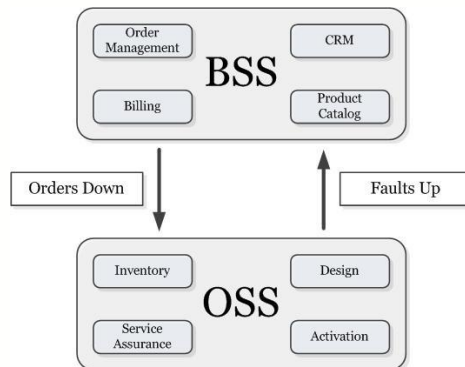 Order
Management
CRM
BSS
Billing
Product
Catalog
Orders Down
Faults Up
Inventory
Design
OSS
Service
Assurance
Activation